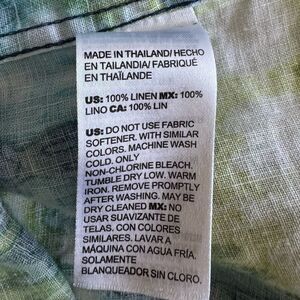 MADE IN THAILAND/ HECHO
EN TAILANDIA/ FABRIQUÉ
EN THAÏLANDE
US: 100% LINEN MX: 100%
LINO CA: 100% LIN
US: DO NOT USE FABRIC
SOFTENER. WITH SIMILAR
COLORS. MACHINE WASH
COLD. ONLY
NON-CHLORINE BLEACH.
TUMBLE DRY LOW. WARM
IRON. REMOVE PROMPTLY
AFTER WASHING. MAY BE
DRY CLEANED MX: NO
USAR SUAVIZANTE DE
TELAS. CON COLORES
SIMILARES. LAVAR A
MÁQUINA CON AGUA FRÍA.
SOLAMENTE
BLANQUEADOR SIN CLORO.